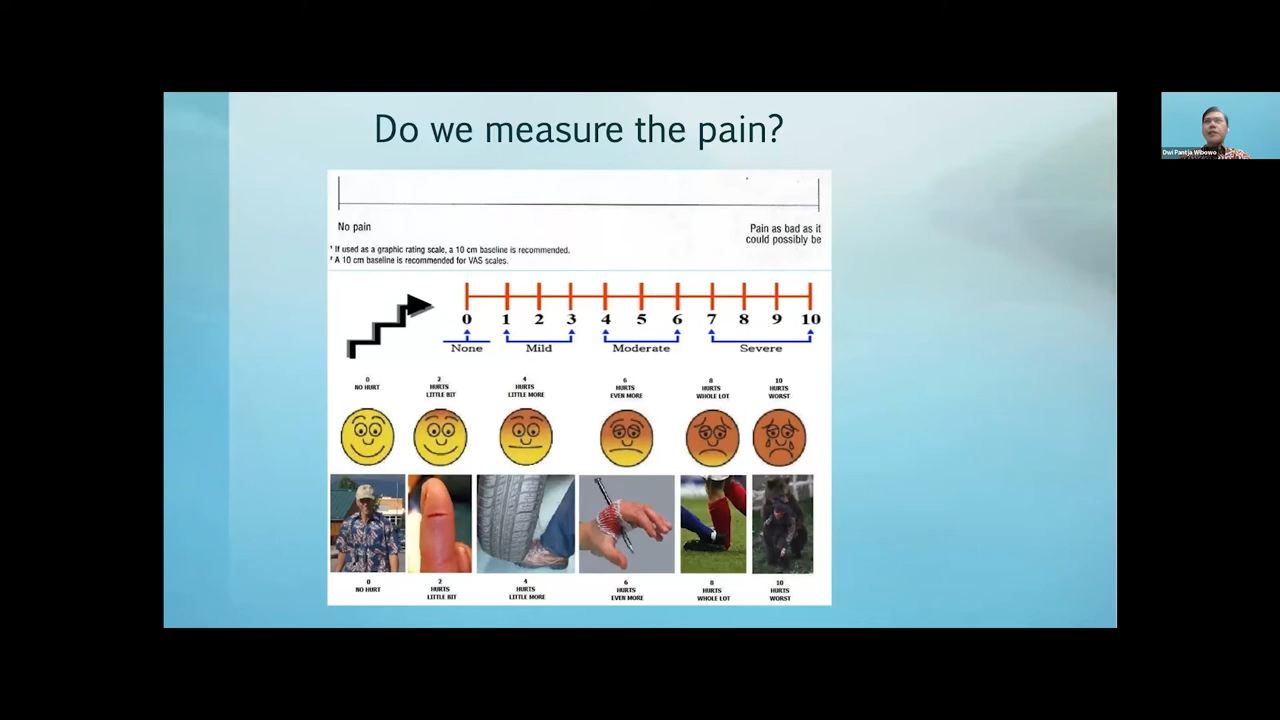 Do we measure the pain?
Dwi Pantja Wibowo
No pain
Pain as bad as it
could possibly be
¹ If used as a graphic rating scale, a 10 cm baseline is recommended.
² A 10 cm baseline is recommended for VAS scales.
0 1 2 3 4 5 6 7 8 9 10
None Mild Moderate Severe
0 2 4 6 8 10
NO HURT HURTS HURTS HURTS HURTS HURTS
LITTLE BIT LITTLE MORE EVEN MORE WHOLE LOT WORST
0 2 4 6 8 10
NO HURT HURTS HURTS HURTS HURTS HURTS
LITTLE BIT LITTLE MORE EVEN MORE WHOLE LOT WORST